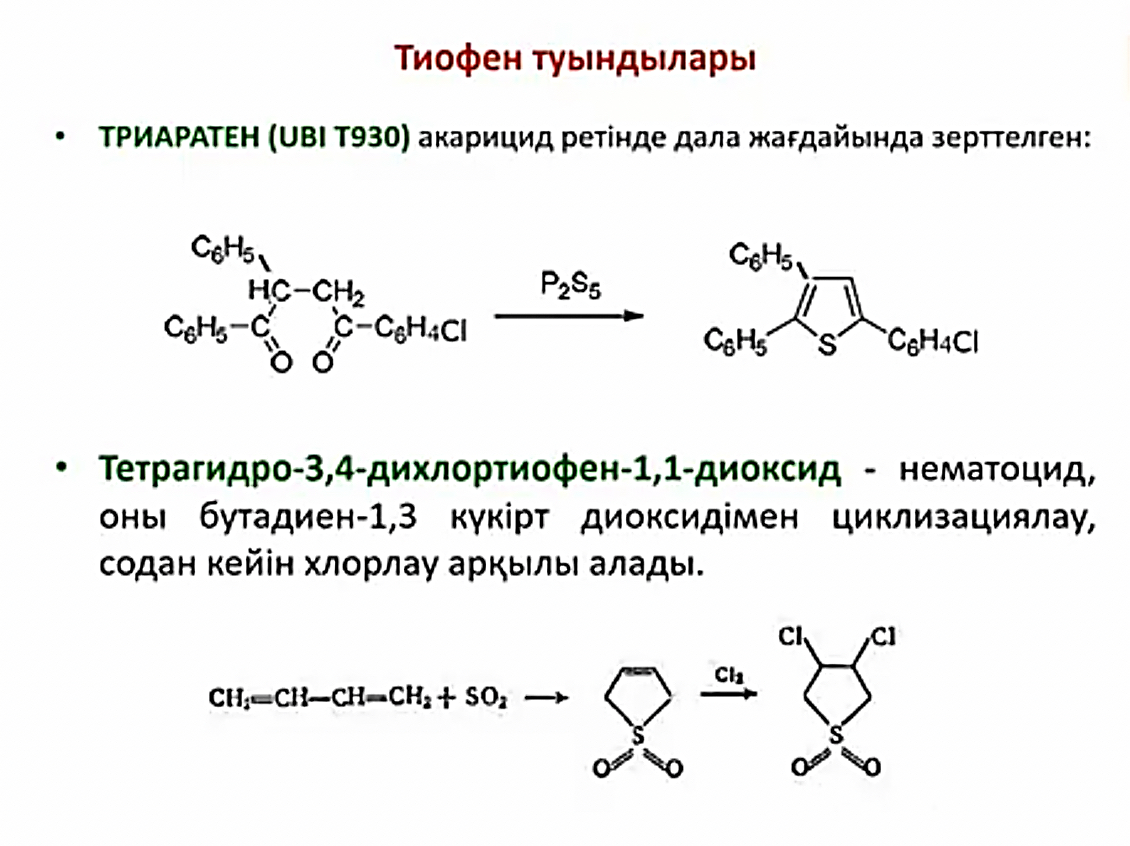 Тиофен туындылары
• ТРИАРАТЕН (UBI T930) акарицид ретінде дала жағдайында зерттелген:
C₆H₅
HC–CH₂
C₆H₅–C C–C₆H₄Cl
O O
P₂S₅
C₆H₅
C₆H₅ S C₆H₄Cl
• Тетрагидро-3,4-дихлортиофен-1,1-диоксид - нематоцид,
оны бутадиен-1,3 күкірт диоксидімен циклизациялау,
содан кейін хлорлау арқылы алады.
CH₂=CH–CH=CH₂ + SO₂ →
S
O O
Cl₂
Cl Cl
S
O O